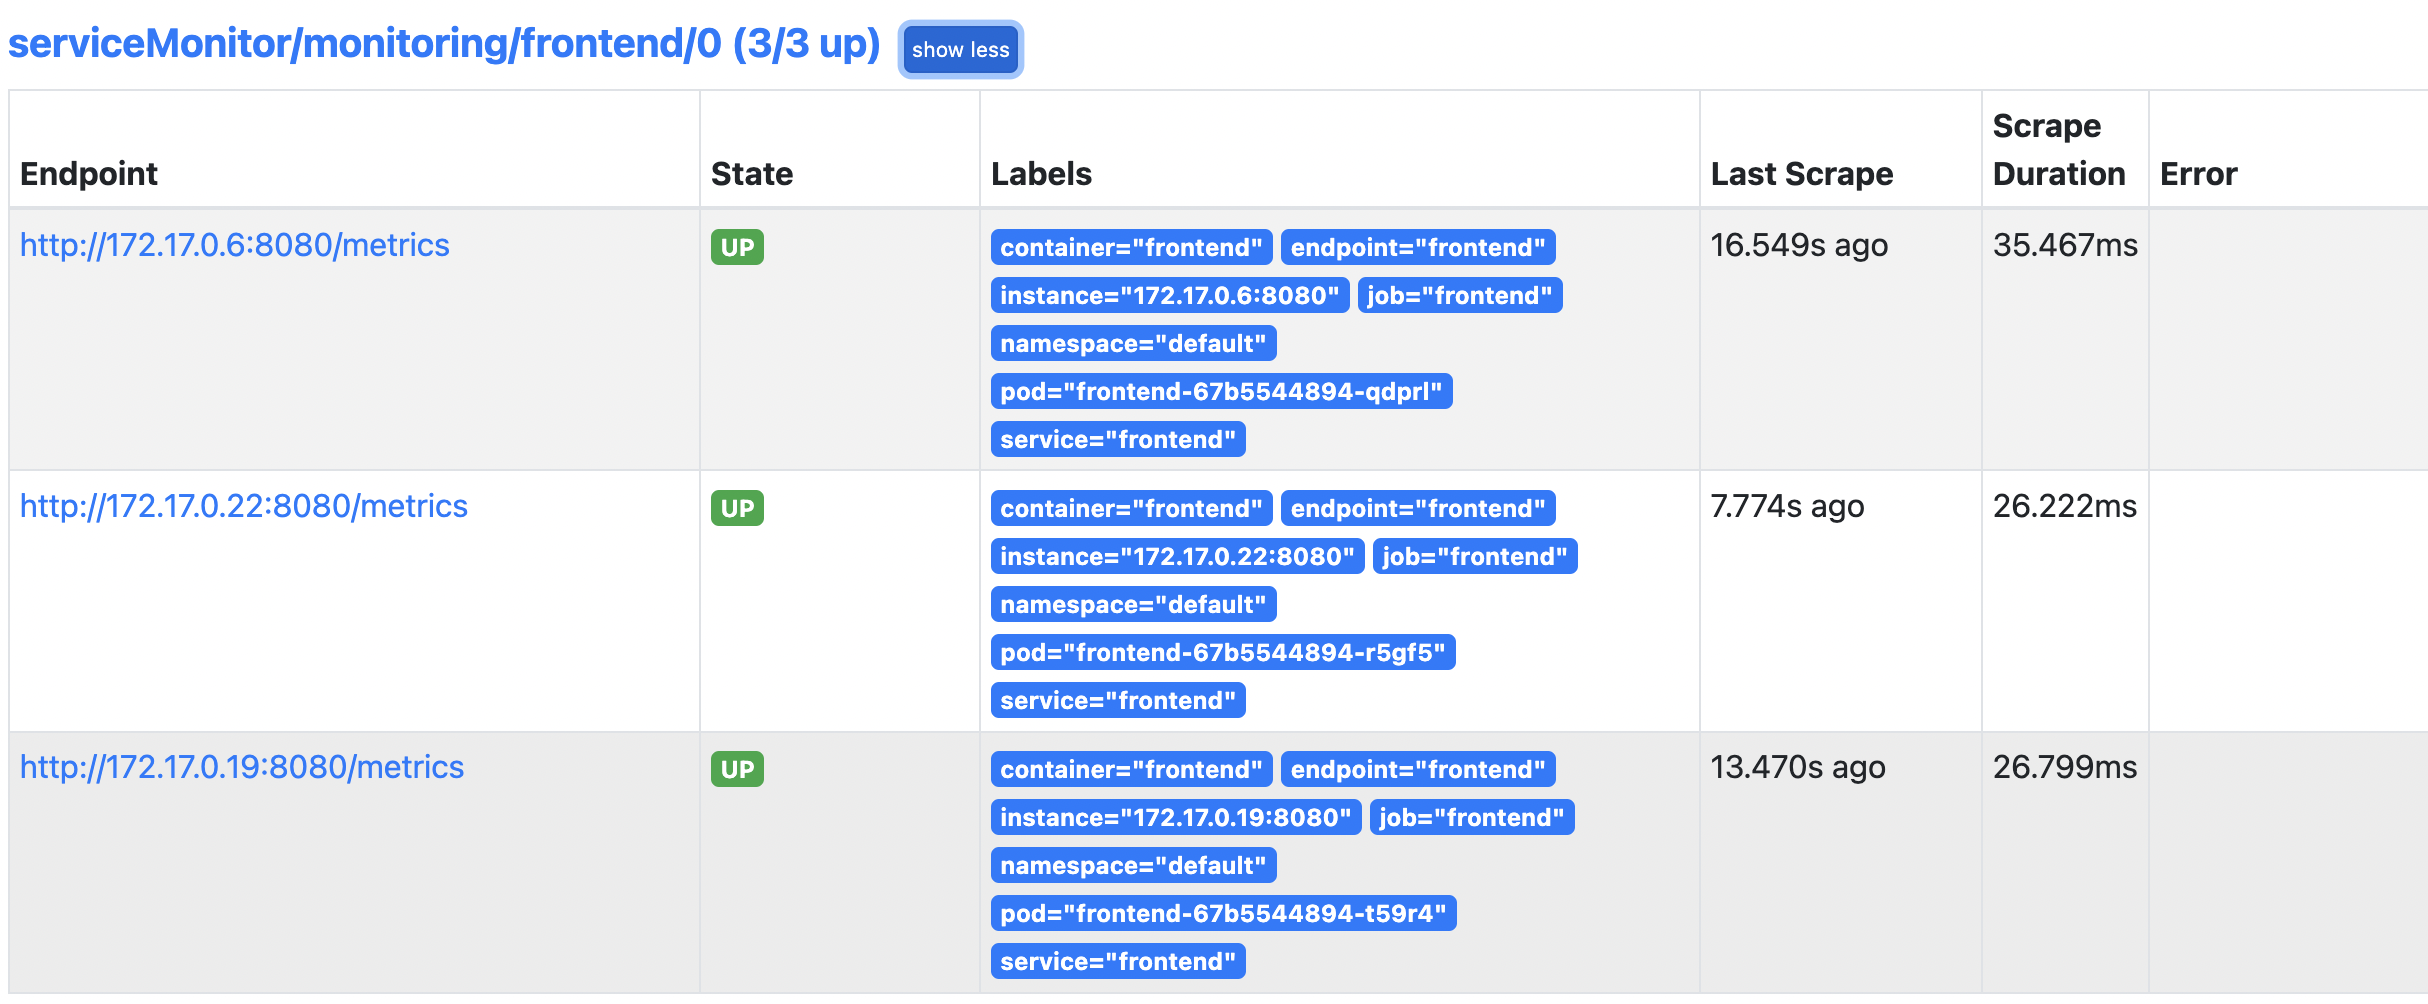 serviceMonitor/monitoring/frontend/0 (3/3 up) show less
Endpoint State Labels Last Scrape Scrape Duration Error
http://172.17.0.6:8080/metrics UP container="frontend" endpoint="frontend" 16.549s ago 35.467ms
instance="172.17.0.6:8080" job="frontend"
namespace="default"
pod="frontend-67b5544894-qdprl"
service="frontend"
http://172.17.0.22:8080/metrics UP container="frontend" endpoint="frontend" 7.774s ago 26.222ms
instance="172.17.0.22:8080" job="frontend"
namespace="default"
pod="frontend-67b5544894-r5gf5"
service="frontend"
http://172.17.0.19:8080/metrics UP container="frontend" endpoint="frontend" 13.470s ago 26.799ms
instance="172.17.0.19:8080" job="frontend"
namespace="default"
pod="frontend-67b5544894-t59r4"
service="frontend"